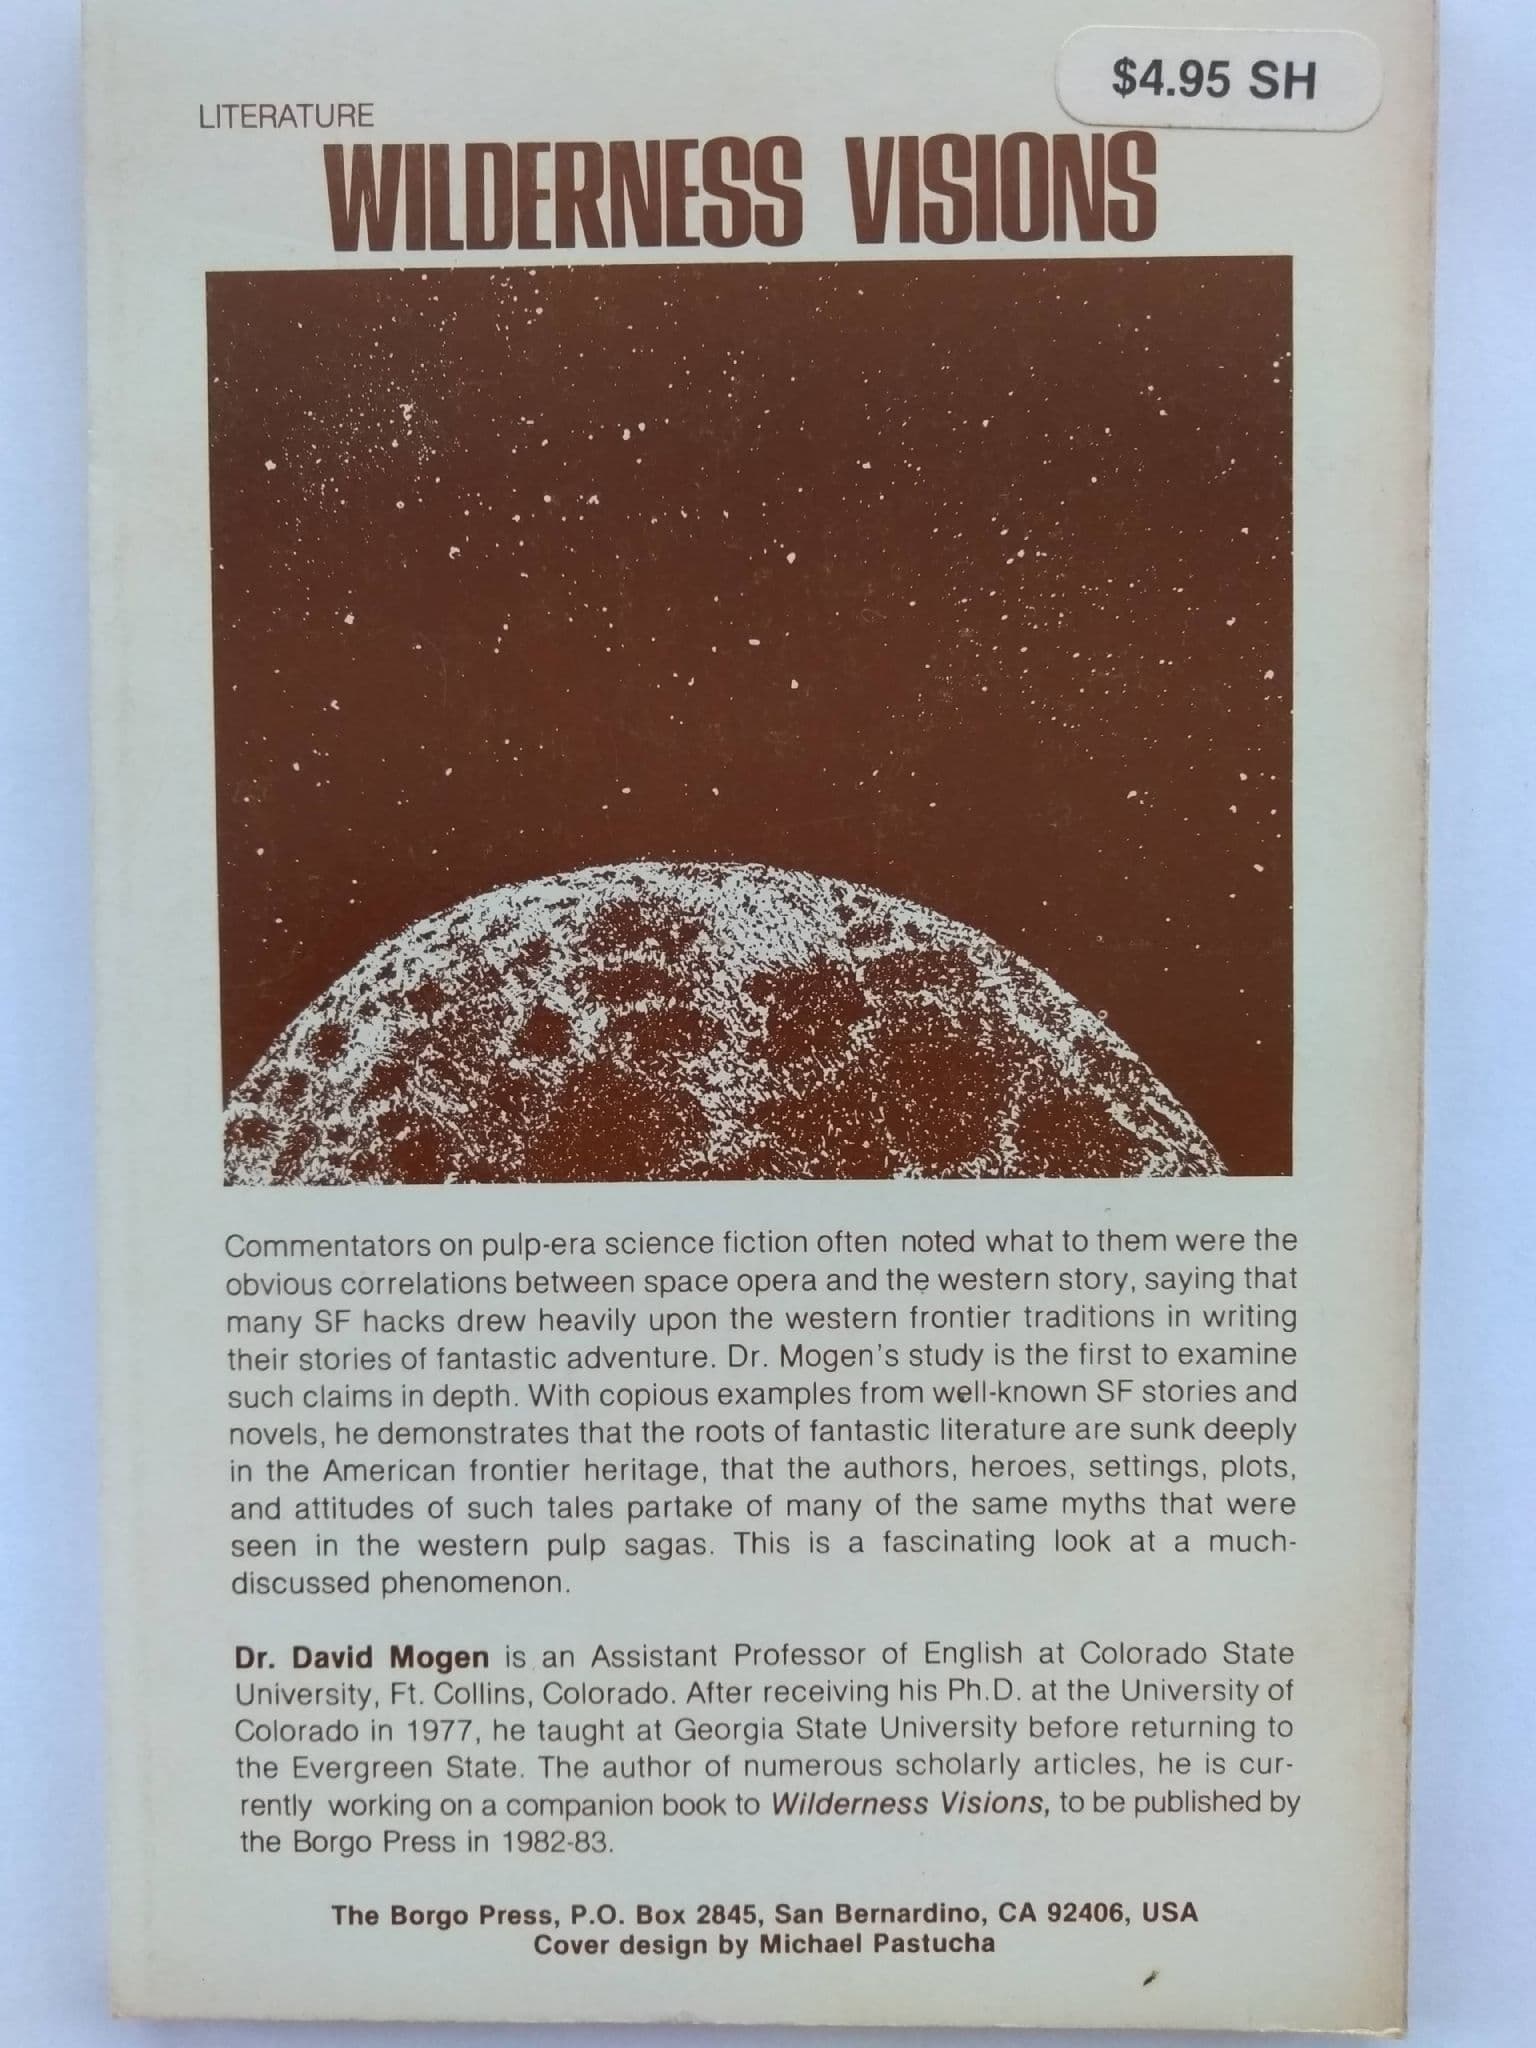 $4.95 SH
LITERATURE
WILDERNESS VISIONS
Commentators on pulp-era science fiction often noted what to them were the
obvious correlations between space opera and the western story, saying that
many SF hacks drew heavily upon the western frontier traditions in writing
their stories of fantastic adventure. Dr. Mogen's study is the first to examine
such claims in depth. With copious examples from well-known SF stories and
novels, he demonstrates that the roots of fantastic literature are sunk deeply
in the American frontier heritage, that the authors, heroes, settings, plots,
and attitudes of such tales partake of many of the same myths that were
seen in the western pulp sagas. This is a fascinating look at a much-
discussed phenomenon.
Dr. David Mogen is an Assistant Professor of English at Colorado State
University, Ft. Collins, Colorado. After receiving his Ph.D. at the University of
Colorado in 1977, he taught at Georgia State University before returning to
the Evergreen State. The author of numerous scholarly articles, he is cur-
rently working on a companion book to Wilderness Visions, to be published by
the Borgo Press in 1982-83.
The Borgo Press, P.O. Box 2845, San Bernardino, CA 92406, USA
Cover design by Michael Pastucha